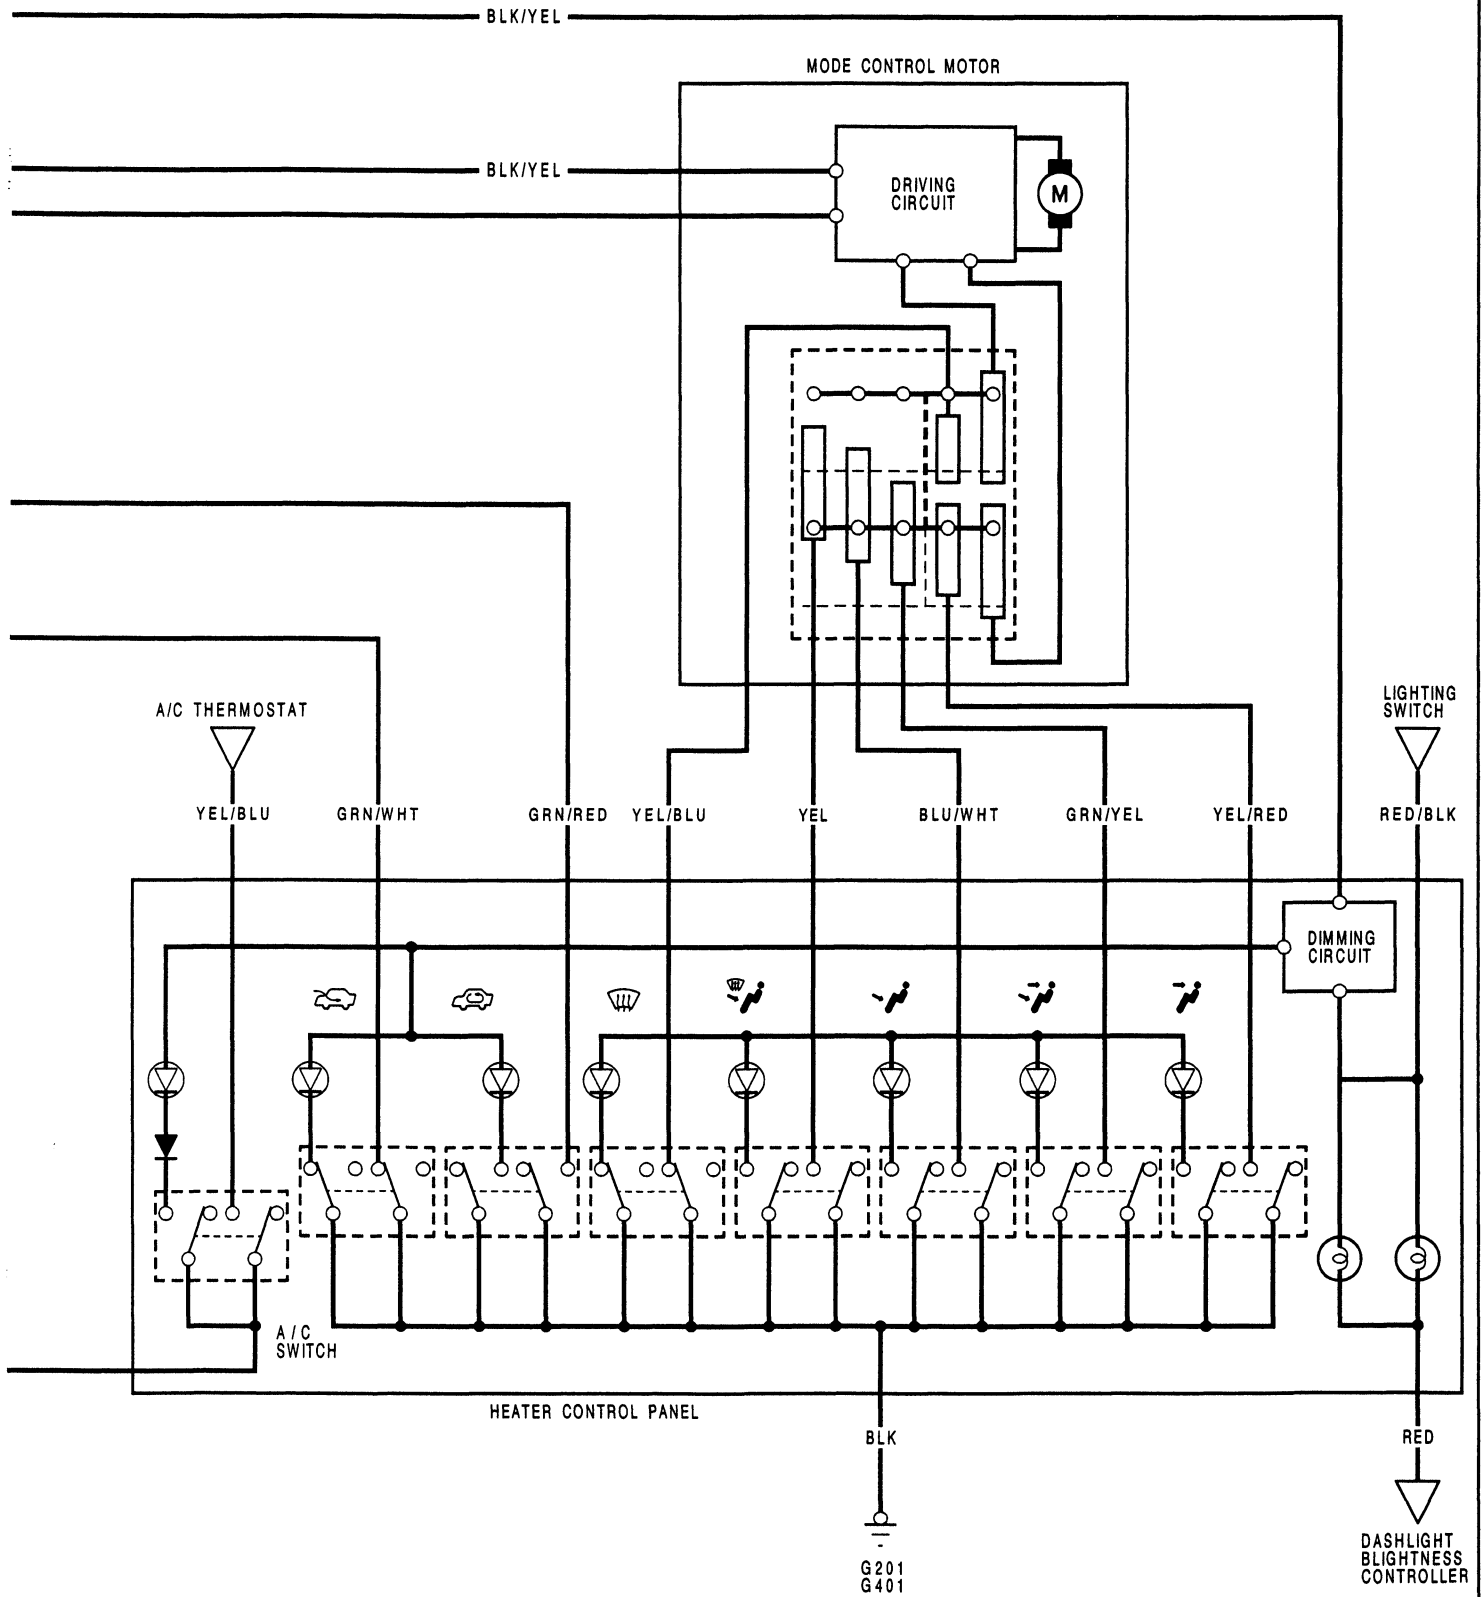 BLK/YEL
MODE CONTROL MOTOR
BLK/YEL
DRIVING
CIRCUIT
M
A/C THERMOSTAT
LIGHTING
SWITCH
YEL/BLU
GRN/WHT
GRN/RED
YEL/BLU
YEL
BLU/WHT
GRN/YEL
YEL/RED
RED/BLK
DIMMING
CIRCUIT
A/C
SWITCH
HEATER CONTROL PANEL
BLK
RED
G201
G401
DASHLIGHT
BLIGHTNESS
CONTROLLER